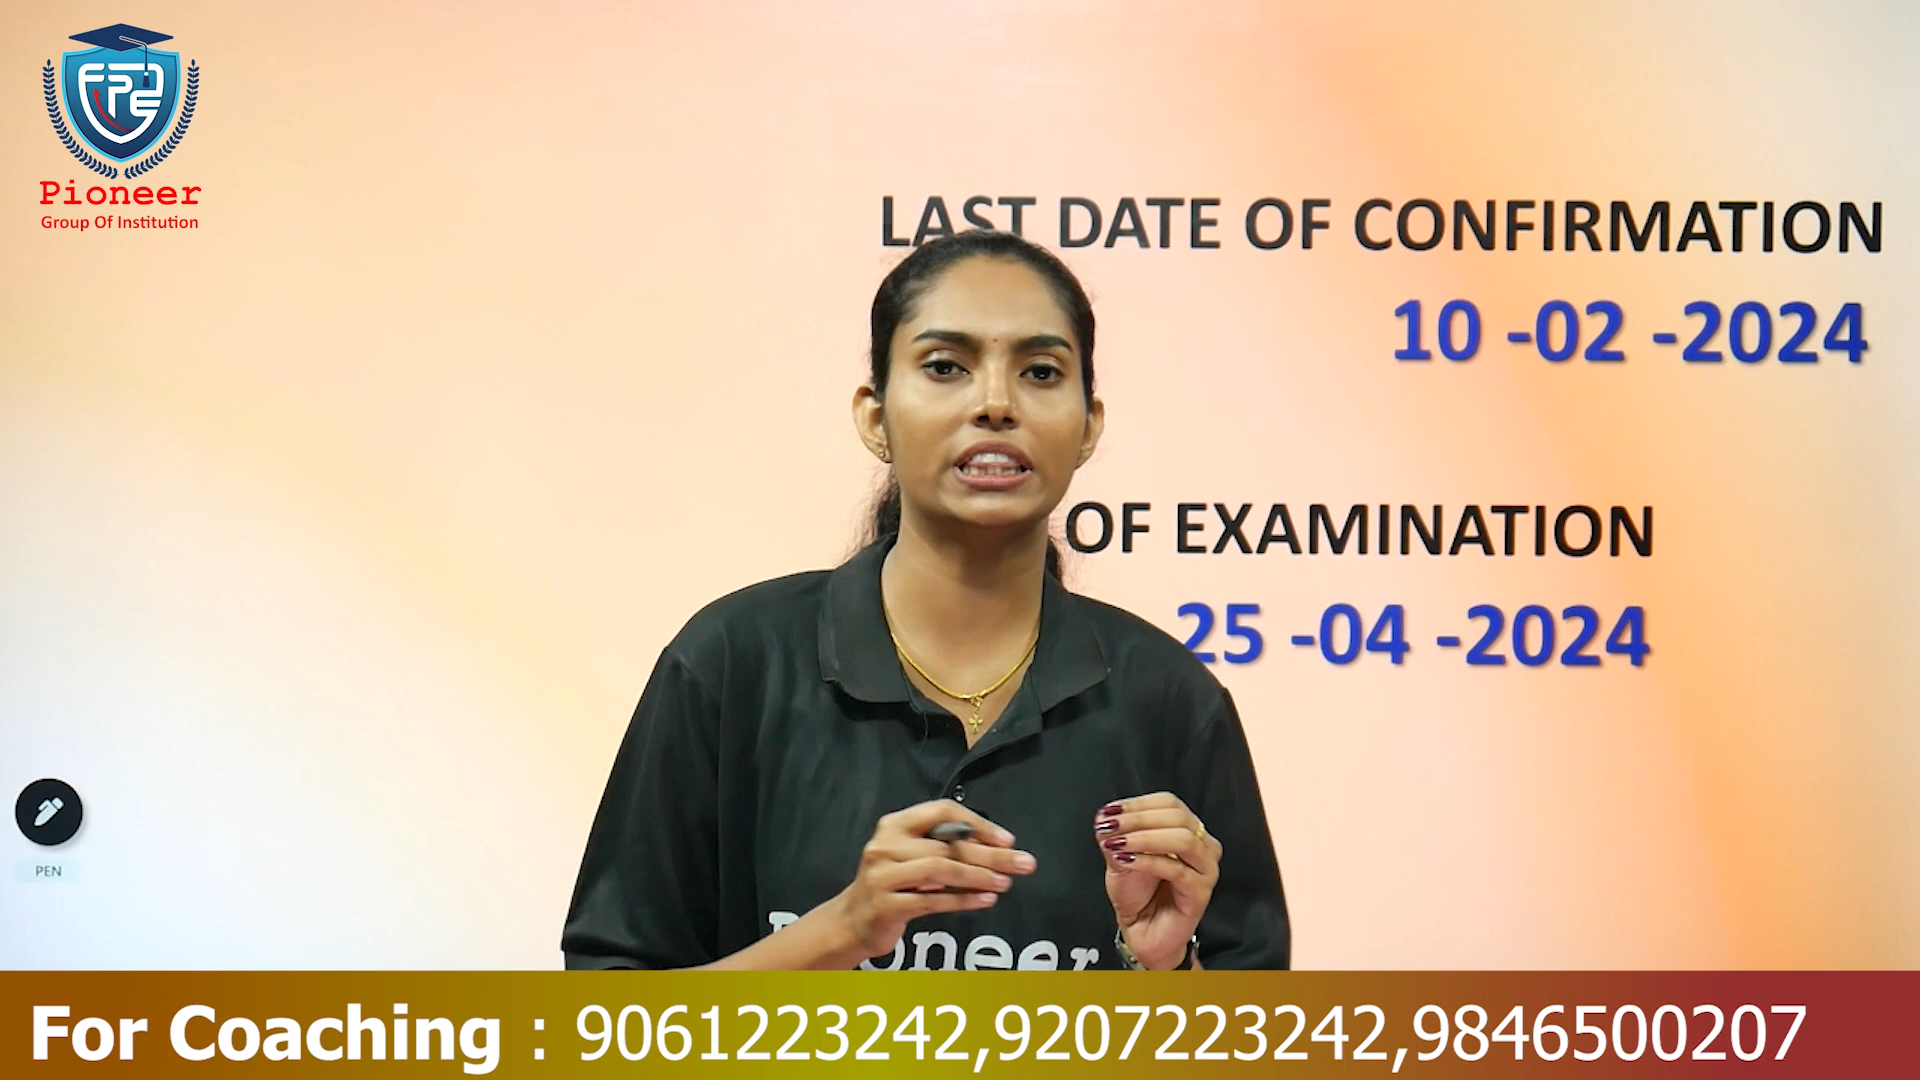 Pioneer
Group Of Institution
LAST DATE OF CONFIRMATION
10 -02 -2024
OF EXAMINATION
25 -04 -2024
PEN
For Coaching : 9061223242,9207223242,9846500207